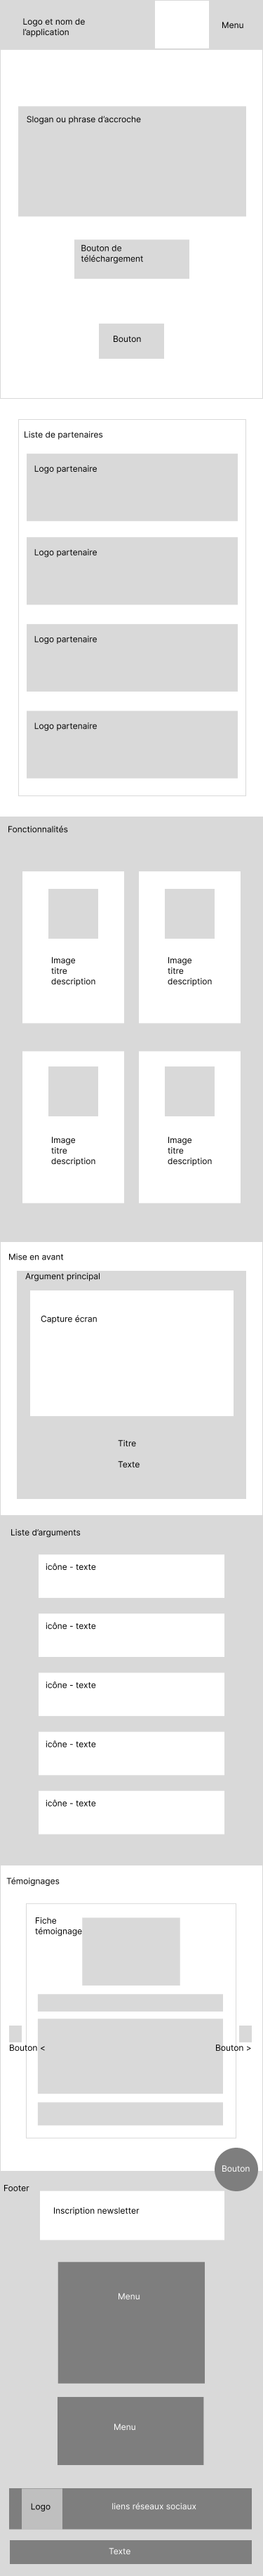 Logo et nom de
l'application
Menu
Slogan ou phrase d'accroche
Bouton de
téléchargement
Bouton
Liste de partenaires
Logo partenaire
Logo partenaire
Logo partenaire
Logo partenaire
Fonctionnalités
Image
titre
description
Image
titre
description
Image
titre
description
Image
titre
description
Mise en avant
Argument principal
Capture écran
Titre
Texte
Liste d'arguments
icône - texte
icône - texte
icône - texte
icône - texte
icône - texte
Témoignages
Fiche
témoignage
Bouton <
Bouton >
Bouton
Footer
Inscription newsletter
Menu
Menu
Logo
liens réseaux sociaux
Texte